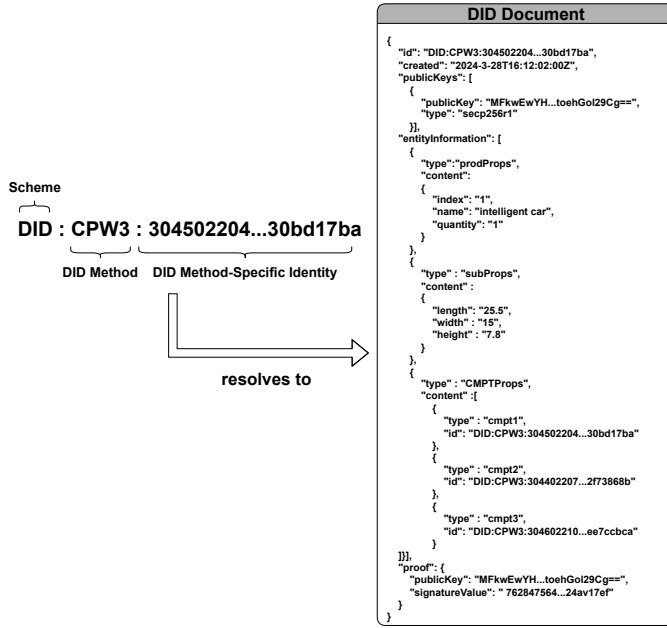 Scheme
DID : CPW3 : 304502204...30bd17ba
DID Method
DID Method-Specific Identity
resolves to
DID Document
{
"id": "DID:CPW3:304502204...30bd17ba",
"created": "2024-3-28T16:12:02:00Z",
"publicKeys": [
{
"publicKey": "MFkwEwYH...toehGoI29Cg==",
"type": "secp256r1"
}],
"entityInformation": [
{
"type":"prodProps",
"content":
{
"index": "1",
"name": "intelligent car",
"quantity": "1"
}
},
{
"type" : "subProps",
"content" :
{
"length": "25.5",
"width" : "15",
"height" : "7.8"
}
},
{
"type" : "CMPTProps",
"content" :[
{
"type" : "cmpt1",
"id": "DID:CPW3:304502204...30bd17ba"
},
{
"type" : "cmpt2",
"id": "DID:CPW3:304402207...2f73868b"
},
{
"type" : "cmpt3",
"id": "DID:CPW3:304602210...ee7ccbca"
}
]}],
"proof": {
"publicKey": "MFkwEwYH...toehGoI29Cg==",
"signatureValue": " 762847564...24av17ef"
}
}